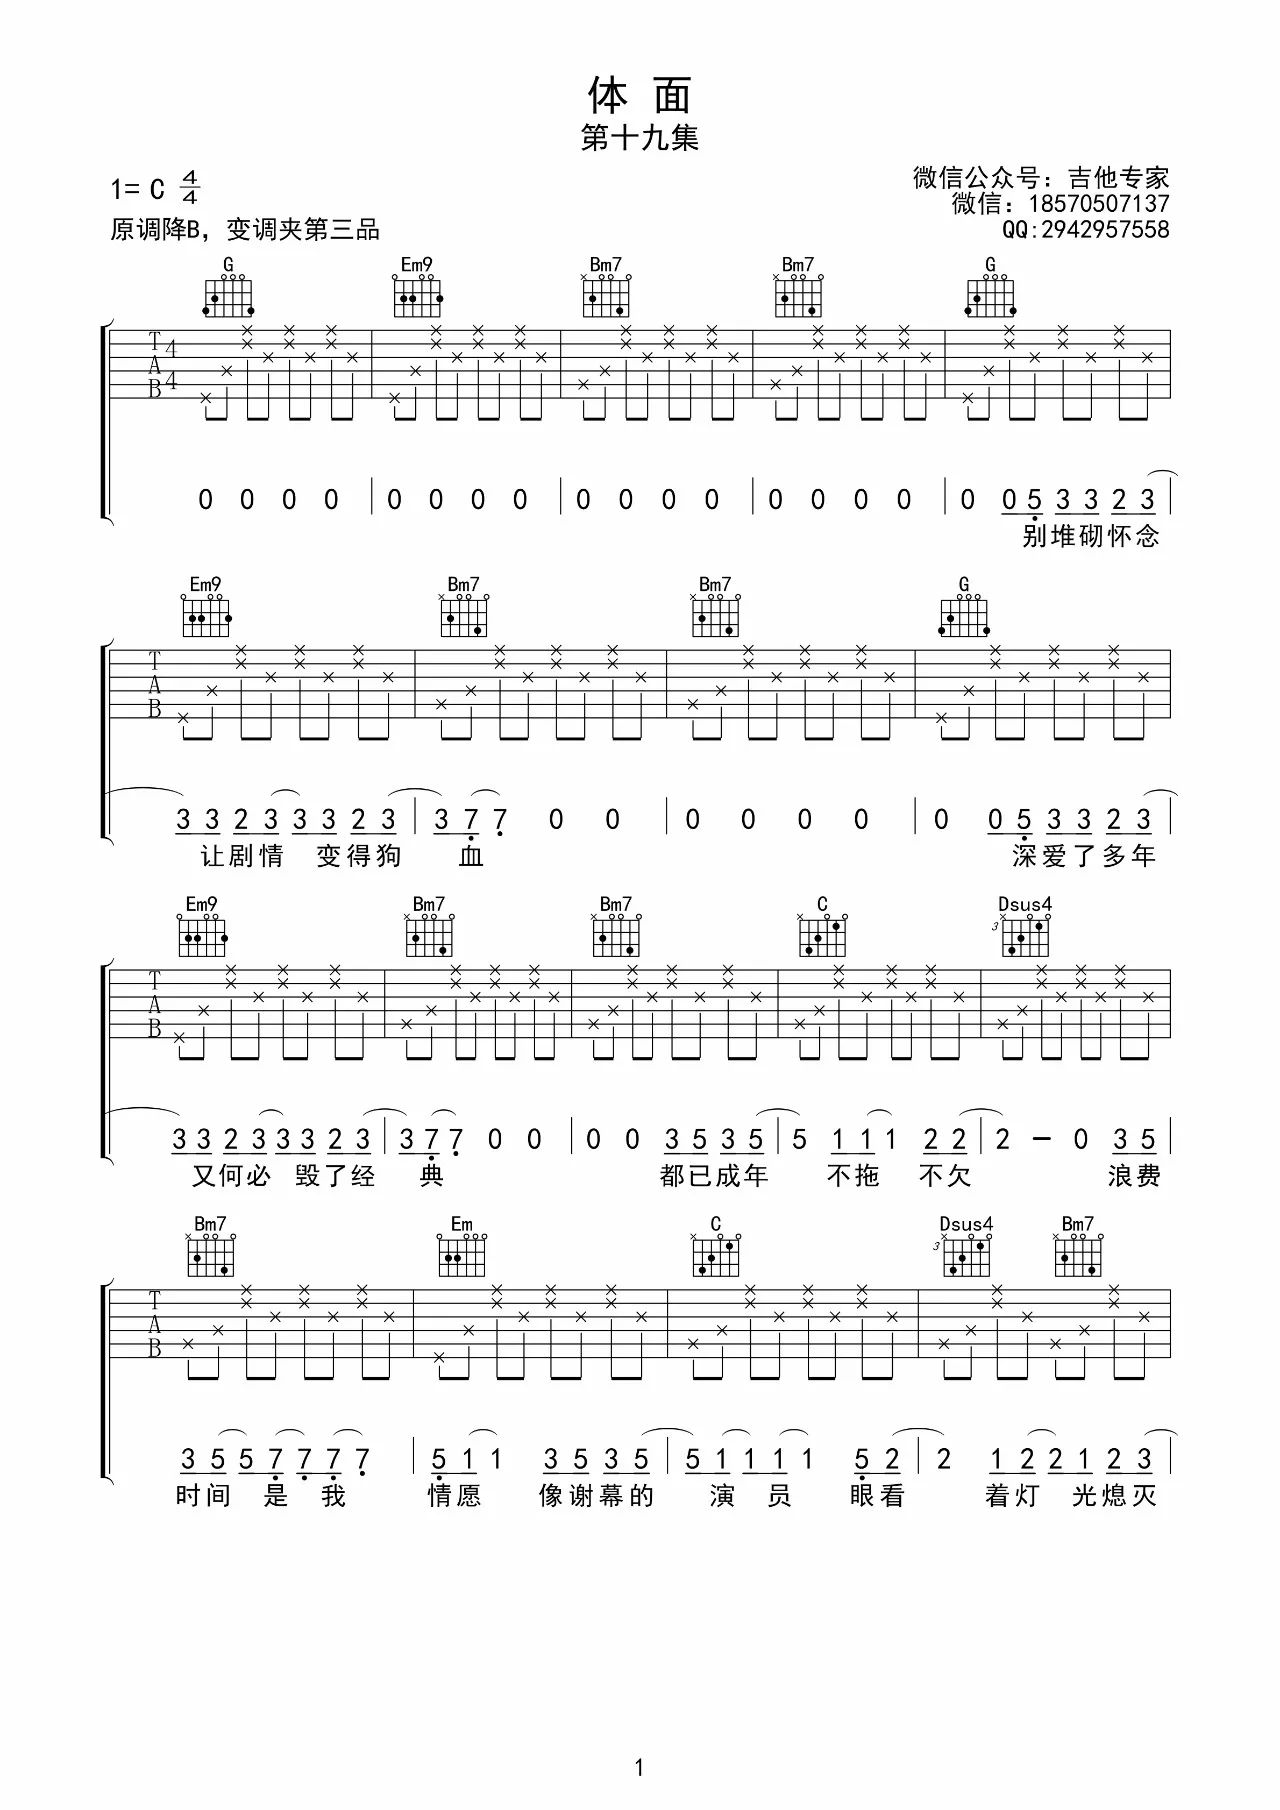 体 面
第十九集
1= C 4/4
微信公众号：吉他专家
微信：18570507137
原调降B，变调夹第三品
QQ:2942957558
G Em9 Bm7 Bm7 G
T A B 4 4
0 0 0 0 | 0 0 0 0 | 0 0 0 0 | 0 0 0 0 | 0 0 5 3 3 2 3
别堆砌怀念
Em9 Bm7 Bm7 G
T A B
3 3 2 3 3 3 2 3 | 3 7 7 0 0 | 0 0 0 0 | 0 0 5 3 3 2 3
让剧情 变得狗 血 深爱了多年
Em9 Bm7 Bm7 C Dsus4
3
T A B
3 3 2 3 3 3 2 3 | 3 7 7 0 0 | 0 0 3 5 3 5 | 5 1 1 1 2 2 | 2 — 0 3 5
又何必 毁了经 典 都已成年 不拖 不欠 浪费
Bm7 Em C Dsus4 Bm7
3
T A B
3 5 5 7 7 7 7 | 5 1 1 3 5 3 5 | 5 1 1 1 1 5 2 | 2 1 2 2 1 2 3
时间 是 我 情愿 像谢幕的 演 员 眼看 着灯 光熄灭
1